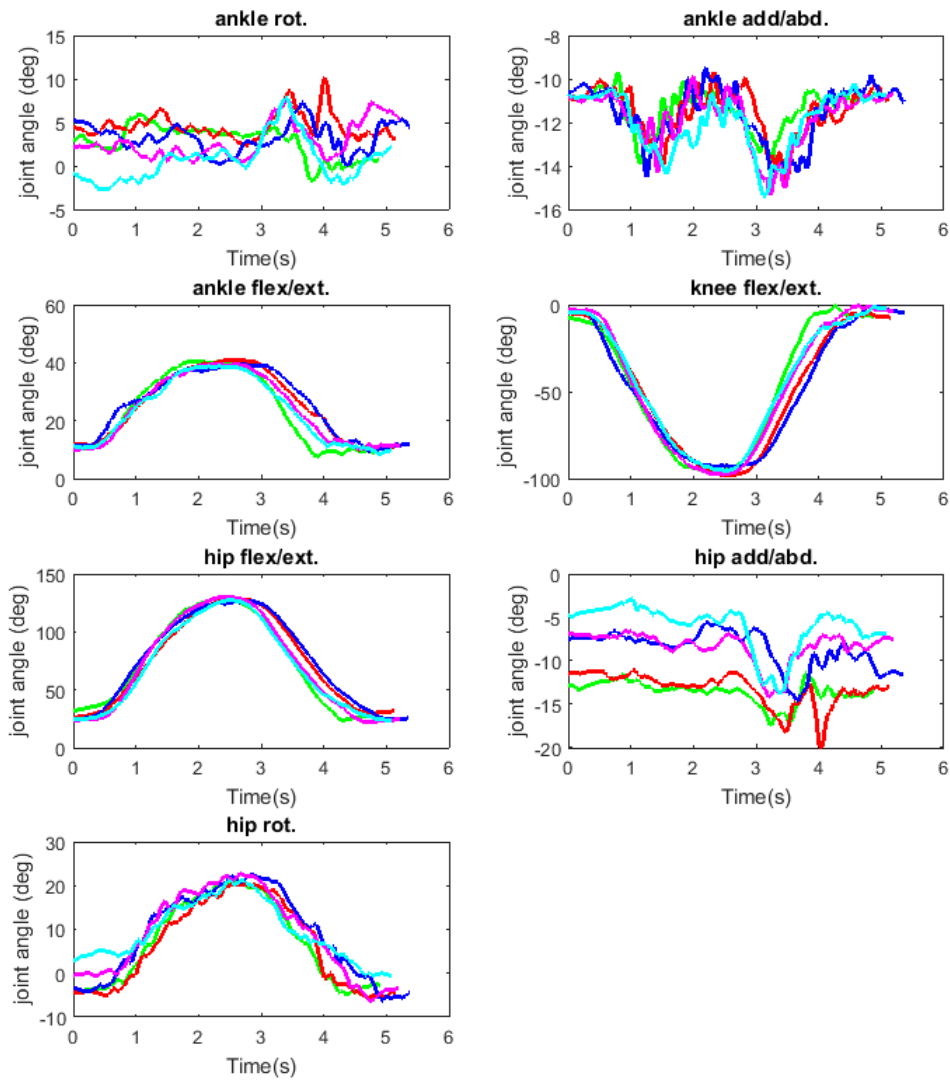 ankle rot.
15
10
5
0
-5
joint angle (deg)
0 1 2 3 4 5 6
Time(s)
ankle add/abd.
-8
-10
-12
-14
-16
joint angle (deg)
0 1 2 3 4 5 6
Time(s)
ankle flex/ext.
60
40
20
0
joint angle (deg)
0 1 2 3 4 5 6
Time(s)
knee flex/ext.
0
-50
-100
joint angle (deg)
0 1 2 3 4 5 6
Time(s)
hip flex/ext.
150
100
50
0
joint angle (deg)
0 1 2 3 4 5 6
Time(s)
hip add/abd.
0
-5
-10
-15
-20
joint angle (deg)
0 1 2 3 4 5 6
Time(s)
hip rot.
30
20
10
0
-10
joint angle (deg)
0 1 2 3 4 5 6
Time(s)